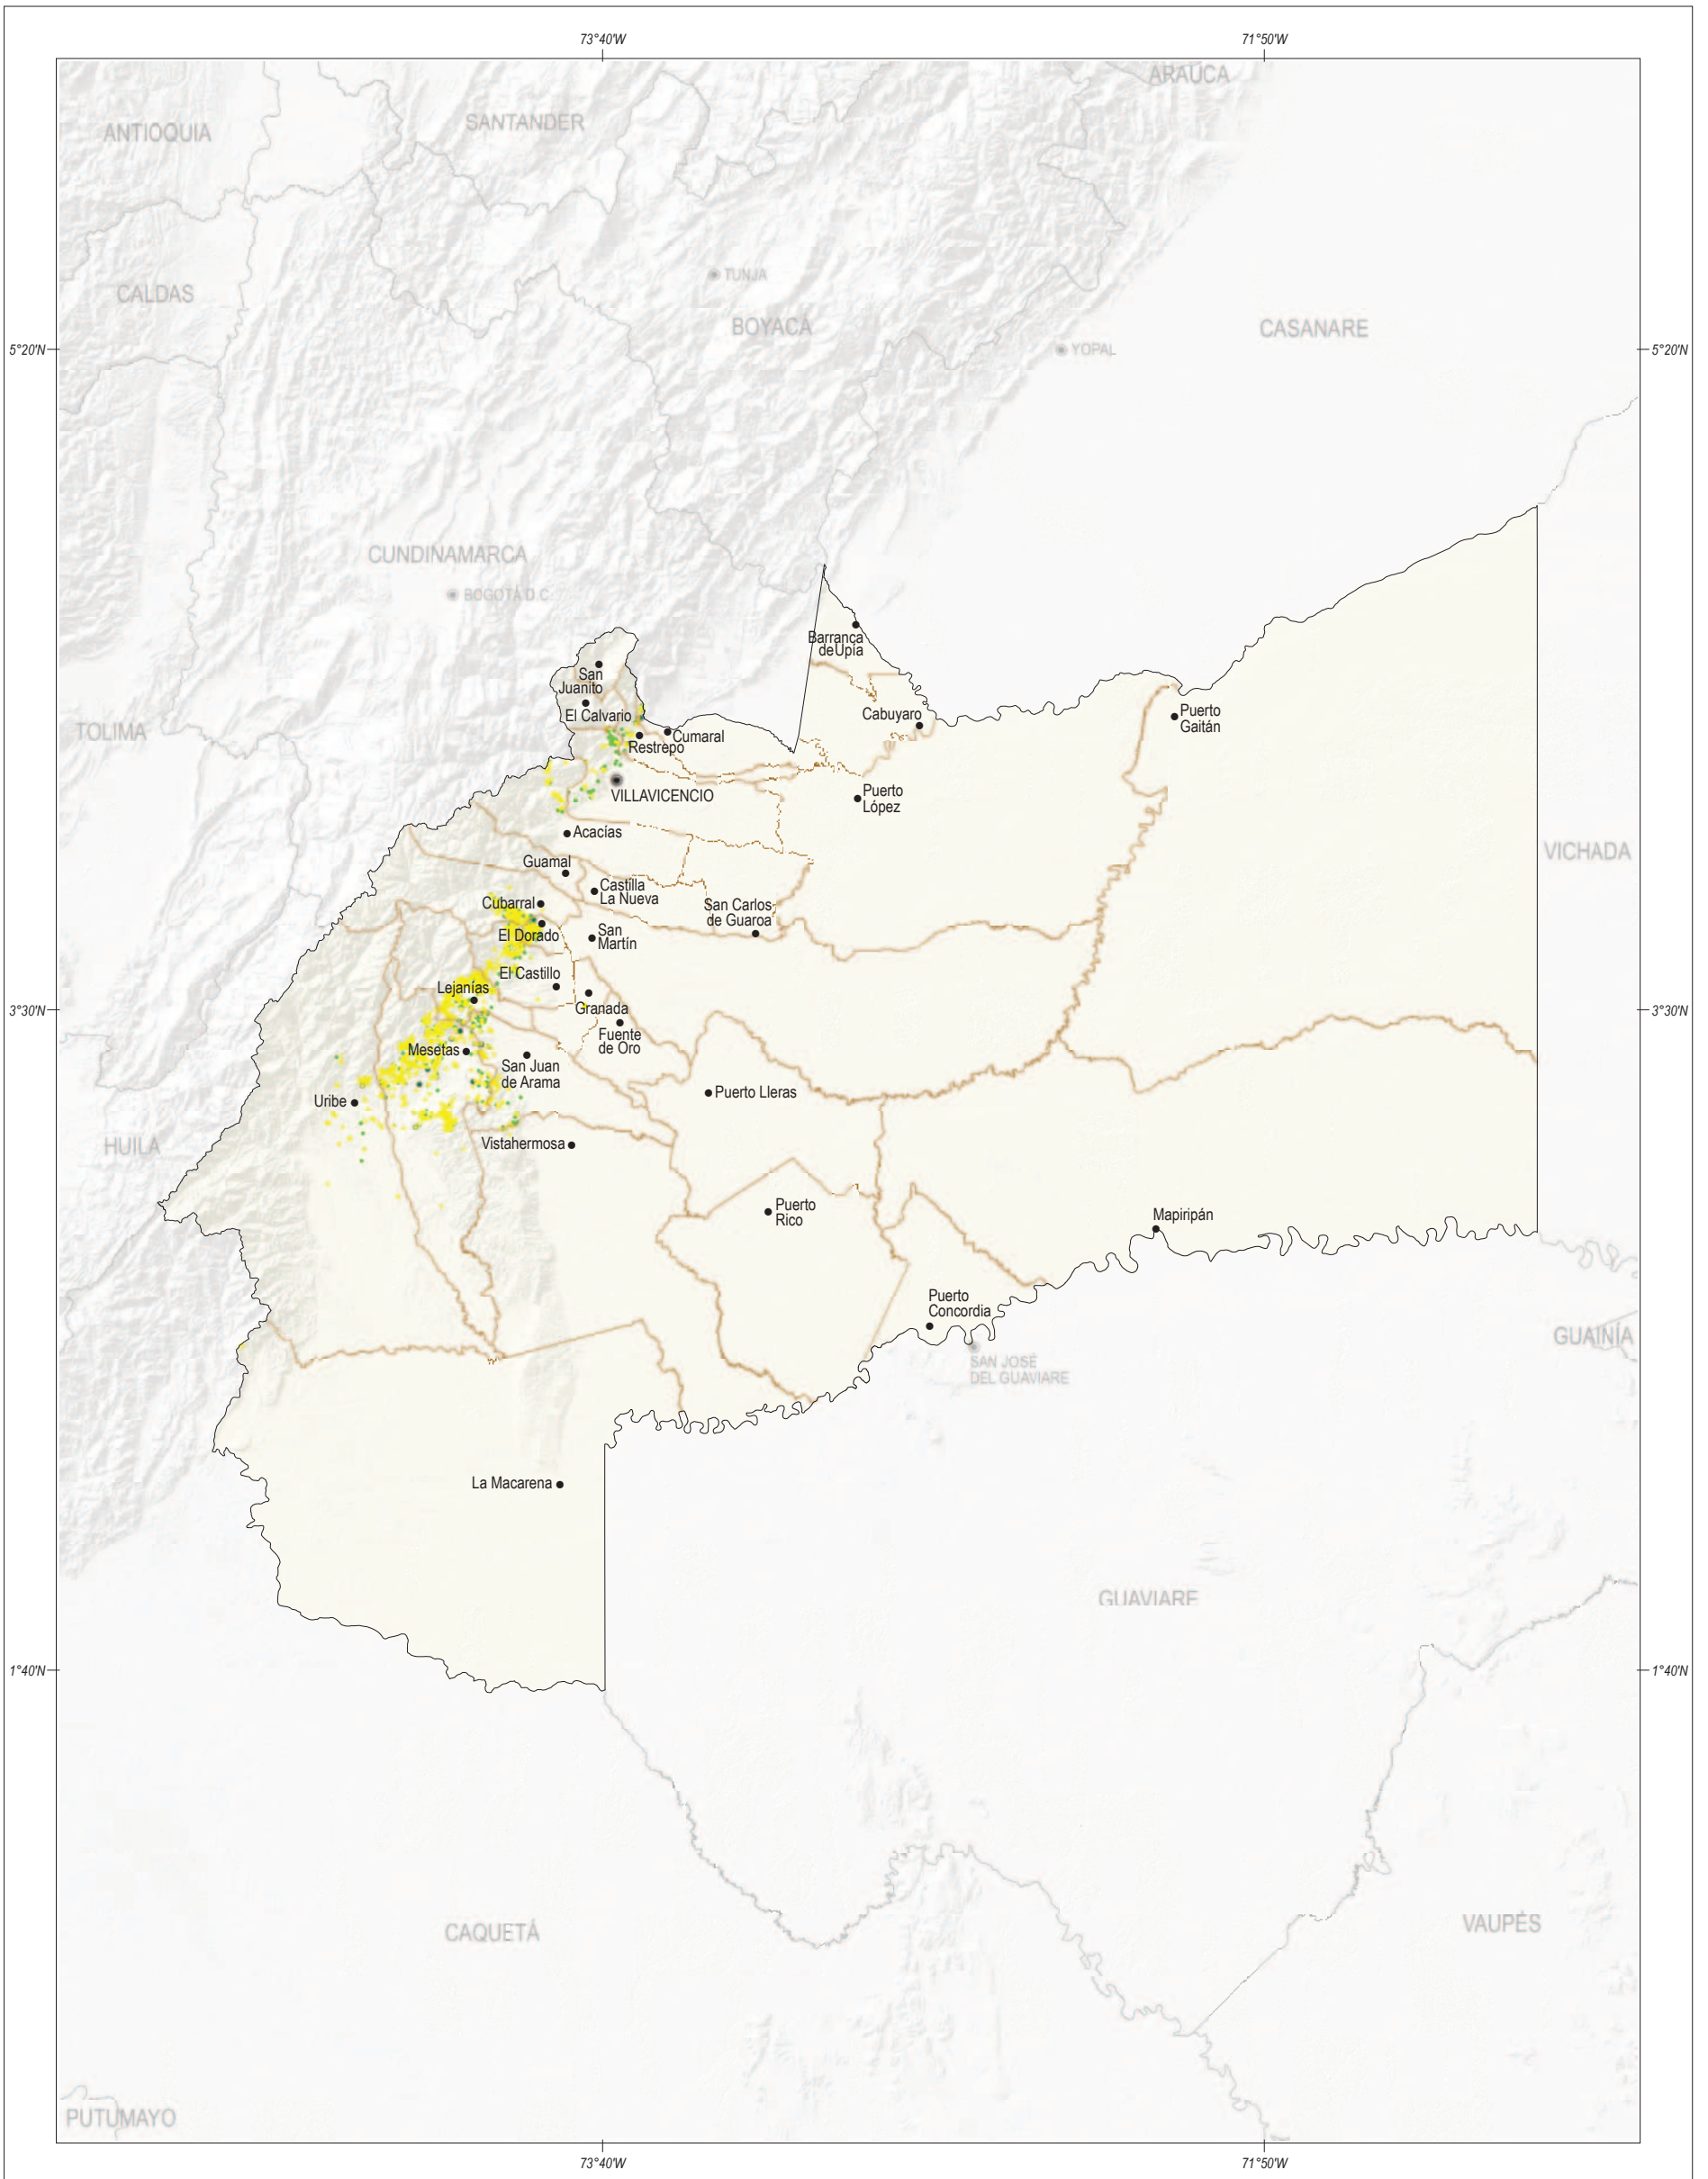 73°40'W
71°50'W
ARAUCA
SANTANDER
ANTIOQUIA
TUNJA
CALDAS
BOYACÁ
CASANARE
5°20'N
YOPAL
5°20'N
CUNDINAMARCA
BOGOTÁ D.C.
Barranca
deUpía
San
Juanito
El Calvario
Cabuyaro
Puerto
Gaitán
TOLIMA
Cumaral
Restrepo
VILLAVICENCIO
Puerto
López
Acacías
VICHADA
Guamal
Castilla
La Nueva
Cubarral
San Carlos
de Guaroa
El Dorado
San
Martín
El Castillo
Lejanías
3°30'N
Granada
3°30'N
Fuente
de Oro
Mesetas
San Juan
de Arama
Puerto Lleras
Uribe
HUILA
Vistahermosa
Puerto
Rico
Mapiripán
Puerto
Concordia
GUAINÍA
SAN JOSÉ
DEL GUAVIARE
La Macarena
GUAVIARE
1°40'N
1°40'N
CAQUETÁ
VAUPÉS
PUTUMAYO
73°40'W
71°50'W